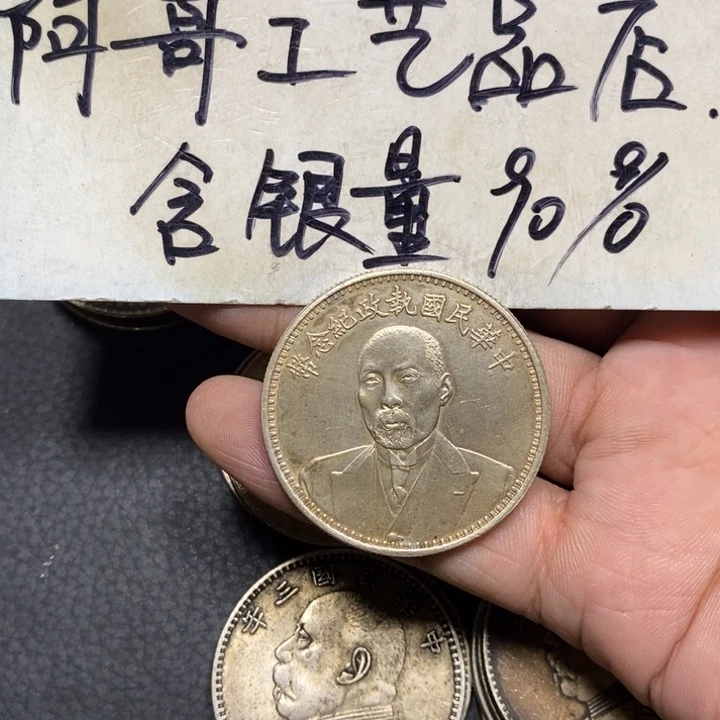 阿哥工艺品店.
含银量90%
中華民國執政紀念幣
中華民國三年